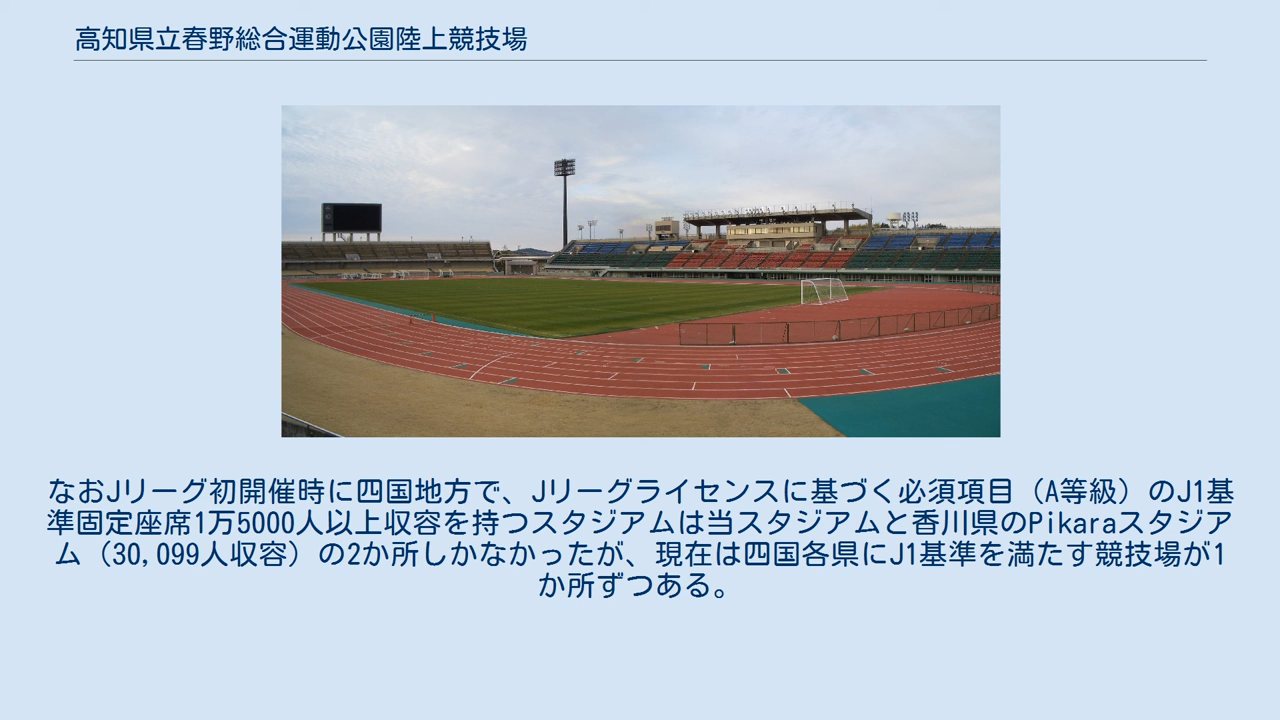 高知県立春野総合運動公園陸上競技場
なおJリーグ初開催時に四国地方で、Jリーグライセンスに基づく必須項目（A等級）のJ1基
準固定座席1万5000人以上収容を持つスタジアムは当スタジアムと香川県のPikaraスタジア
ム（30,099人収容）の2か所しかなかったが、現在は四国各県にJ1基準を満たす競技場が1
か所ずつある。